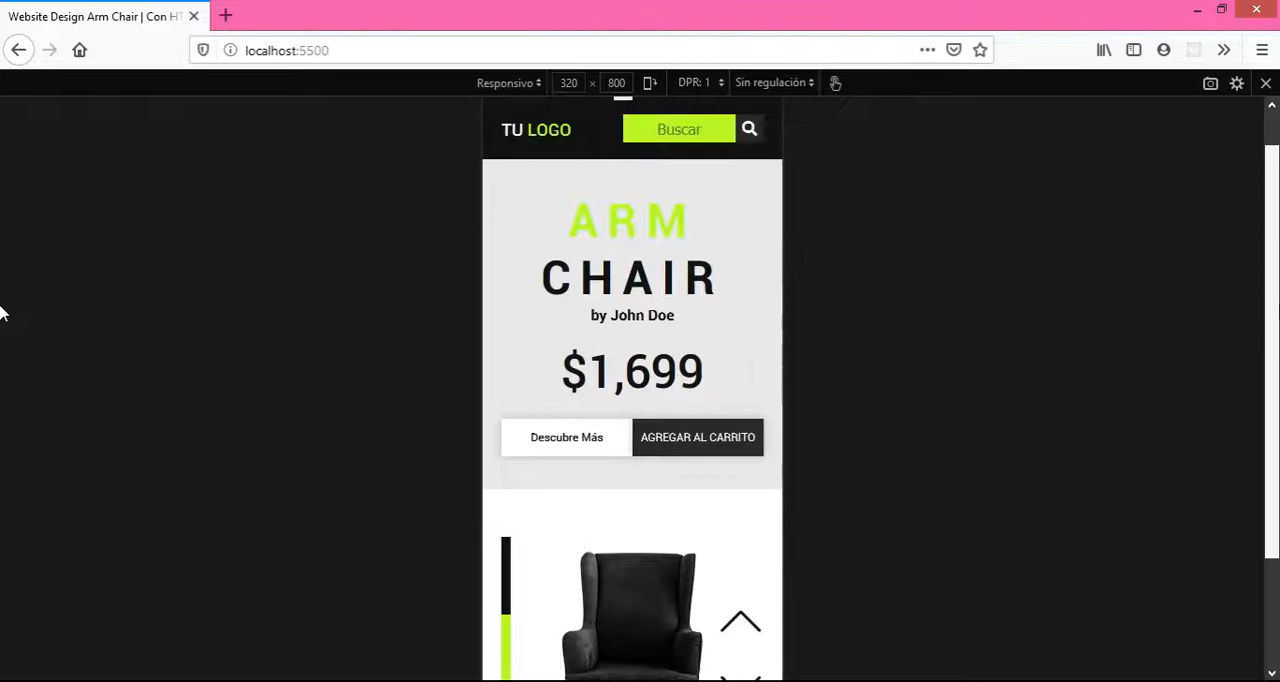 Website Design Arm Chair | Con HT
localhost:5500
Responsivo 320 × 800 DPR: 1 Sin regulación
TU LOGO
Buscar
ARM
CHAIR
by John Doe
$1,699
Descubre Más
AGREGAR AL CARRITO